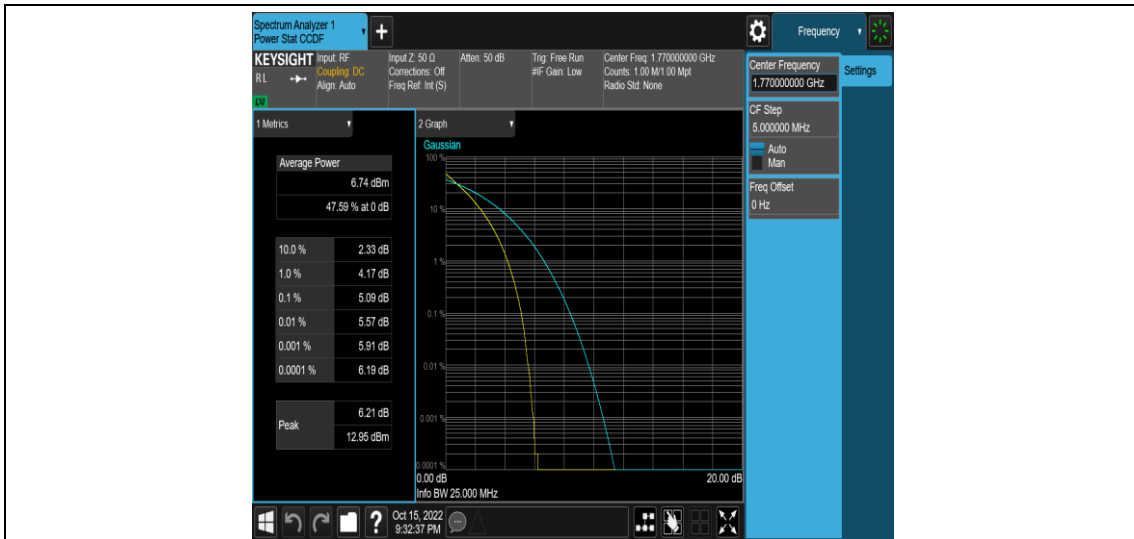 Spectrum Analyzer 1
Power Stat CCDF
Frequency
KEYSIGHT
RL
LXI
Input: RF
Coupling: DC
Align: Auto
Input Z: 50 Ω
Corrections: Off
Freq Ref: Int (S)
Atten: 50 dB
Trig: Free Run
#IF Gain: Low
Center Freq: 1.770000000 GHz
Counts: 1.00 M/1.00 Mpt
Radio Std: None
Center Frequency
1.770000000 GHz
Settings
CF Step
5.000000 MHz
Auto
Man
Freq Offset
0 Hz
1 Metrics
Average Power
6.74 dBm
47.59 % at 0 dB
10.0 % 2.33 dB
1.0 % 4.17 dB
0.1 % 5.09 dB
0.01 % 5.57 dB
0.001 % 5.91 dB
0.0001 % 6.19 dB
Peak
6.21 dB
12.95 dBm
2 Graph
Gaussian
100 %
10 %
1 %
0.1 %
0.01 %
0.001 %
0.0001 %
0.00 dB
20.00 dB
Info BW 25.000 MHz
?
Oct 15, 2022
9:32:37 PM